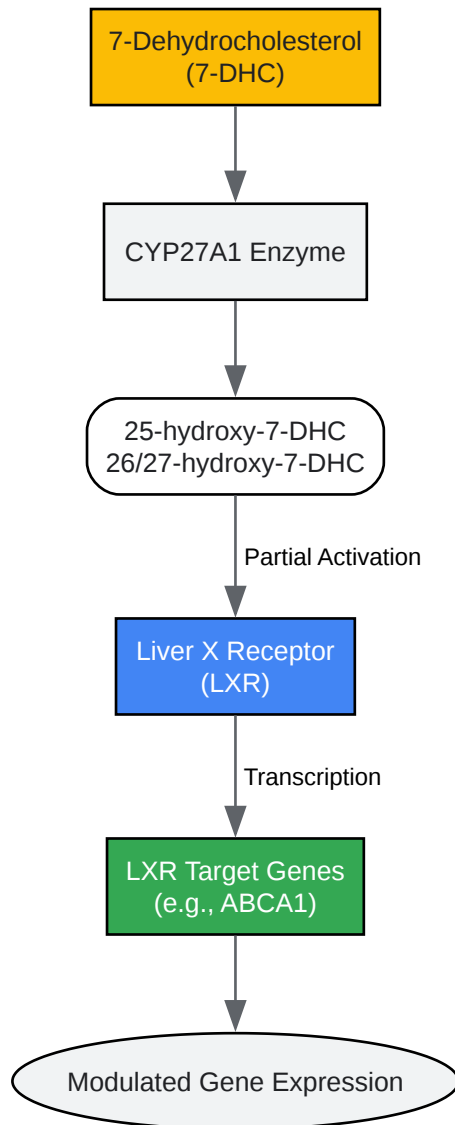 7-Dehydrocholesterol
(7-DHC)
CYP27A1 Enzyme
25-hydroxy-7-DHC
26/27-hydroxy-7-DHC
Partial Activation
Liver X Receptor
(LXR)
Transcription
LXR Target Genes
(e.g., ABCA1)
Modulated Gene Expression